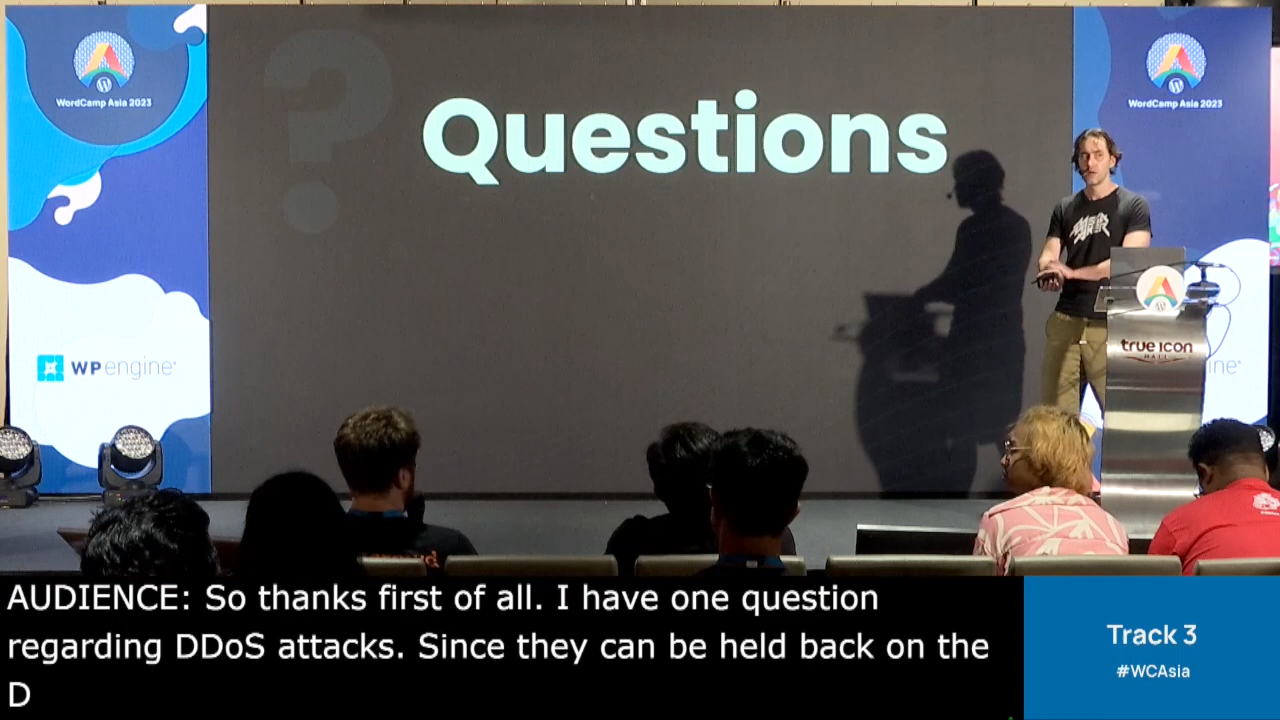 WordCamp Asia 2023
Questions
WordCamp Asia 2023
WP engine
true icon
HALL
ine
AUDIENCE: So thanks first of all. I have one question
regarding DDoS attacks. Since they can be held back on the
D
Track 3
#WCAsia